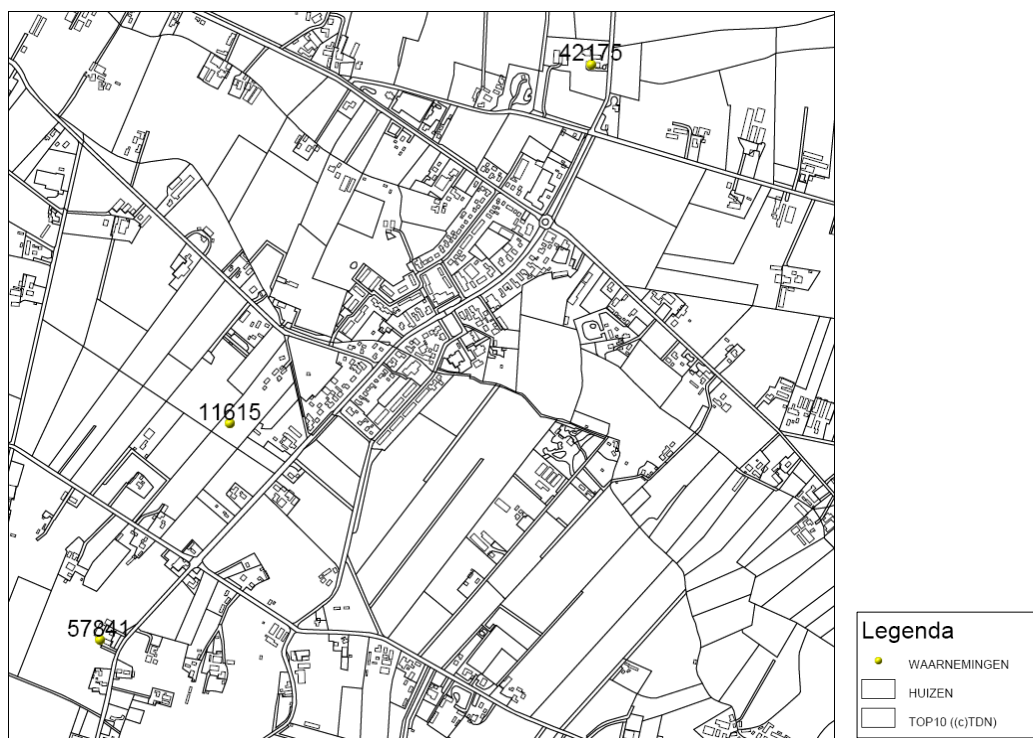 42175
11615
57841
Legenda
WAARNEMINGEN
HUIZEN
TOP10 ((c)TDN)